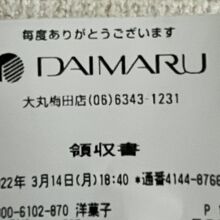 毎度ありがとうございます
DAIMARU
大丸梅田店(06)6343-1231
領収書
22年 3月14日(月)18:40 *通番4144-8766
00-6102-870 洋菓子 P